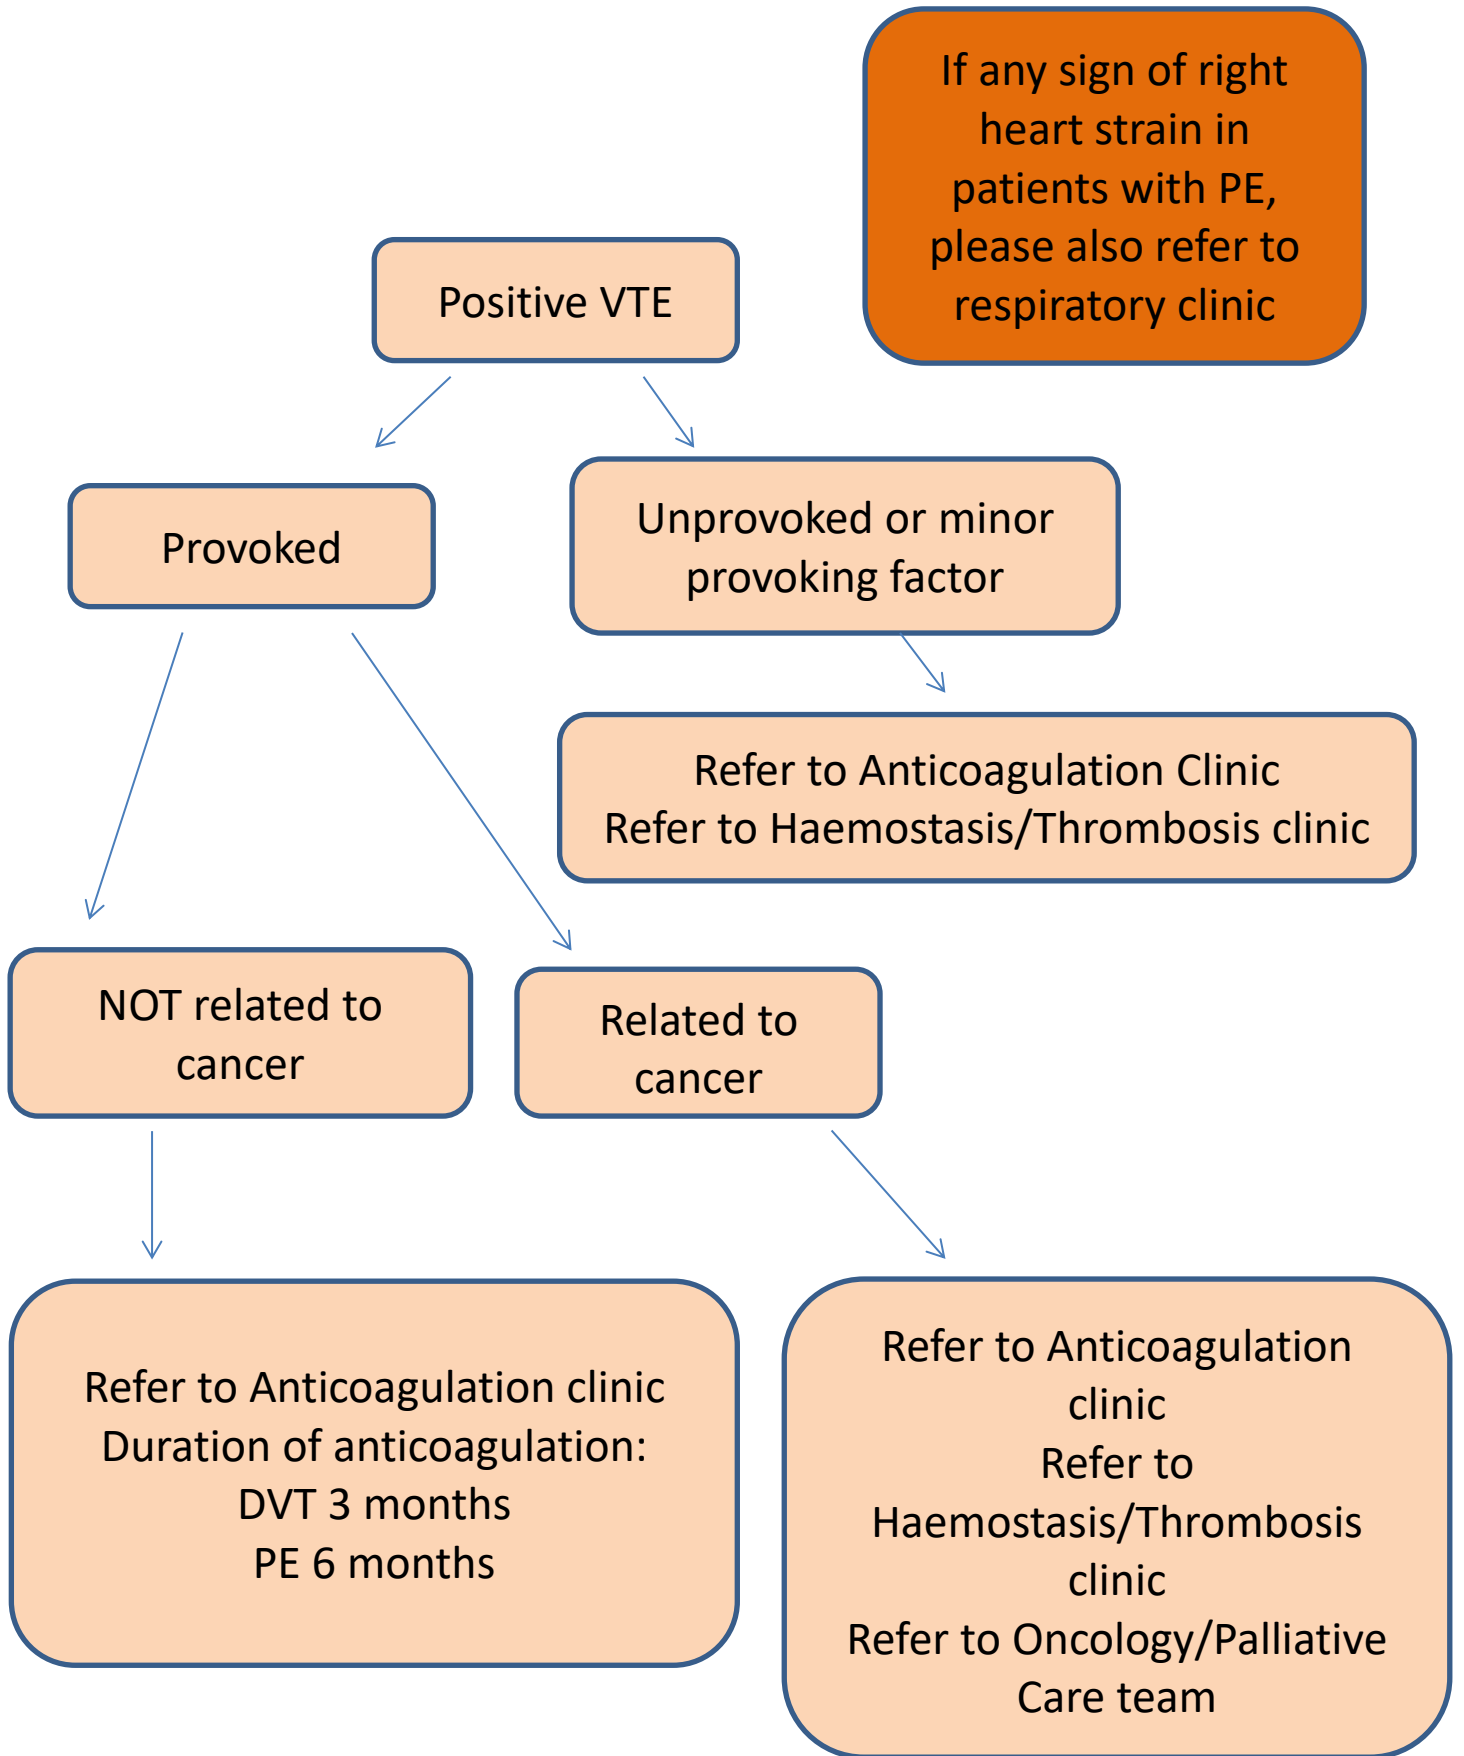 If any sign of right
heart strain in
patients with PE,
please also refer to
respiratory clinic
Positive VTE
Provoked
Unprovoked or minor
provoking factor
Refer to Anticoagulation Clinic
Refer to Haemostasis/Thrombosis clinic
NOT related to
cancer
Related to
cancer
Refer to Anticoagulation clinic
Duration of anticoagulation:
DVT 3 months
PE 6 months
Refer to Anticoagulation
clinic
Refer to
Haemostasis/Thrombosis
clinic
Refer to Oncology/Palliative
Care team